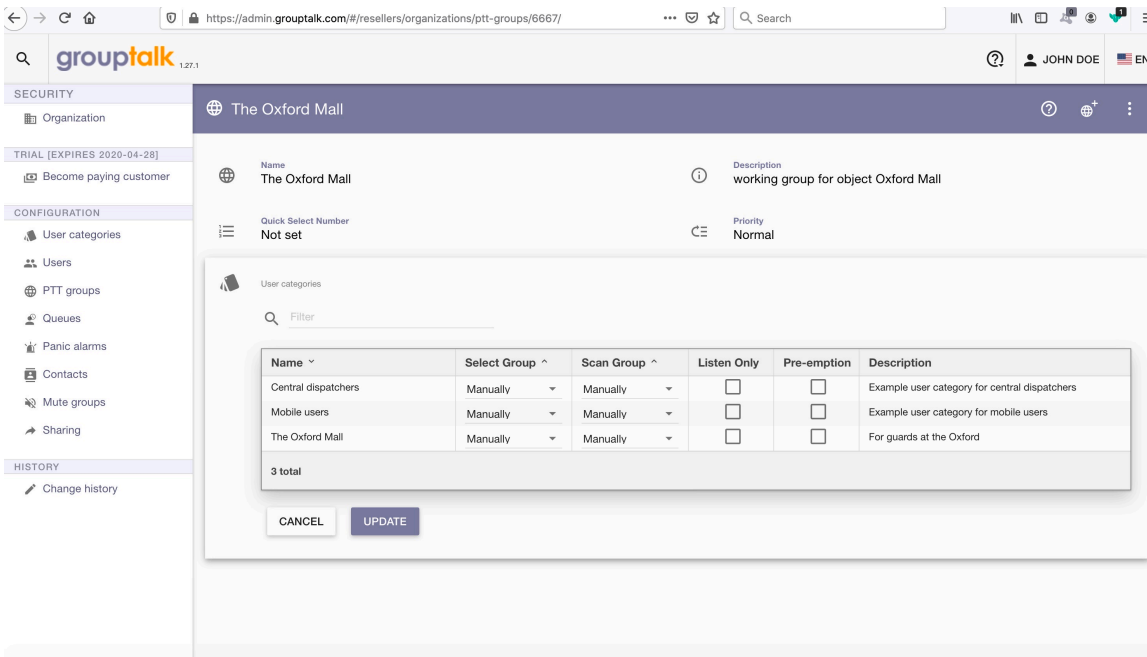 https://admin.grouptalk.com/#/resellers/organizations/ptt-groups/6667/
Search
0
1
grouptalk 1.27.1
JOHN DOE
EN
SECURITY
Organization
TRIAL [EXPIRES 2020-04-28]
Become paying customer
CONFIGURATION
User categories
Users
PTT groups
Queues
Panic alarms
Contacts
Mute groups
Sharing
HISTORY
Change history
The Oxford Mall
Name
The Oxford Mall
Description
working group for object Oxford Mall
Quick Select Number
Not set
Priority
Normal
User categories
Filter
Name Select Group Scan Group Listen Only Pre-emption Description
Central dispatchers Manually Manually Example user category for central dispatchers
Mobile users Manually Manually Example user category for mobile users
The Oxford Mall Manually Manually For guards at the Oxford
3 total
CANCEL UPDATE